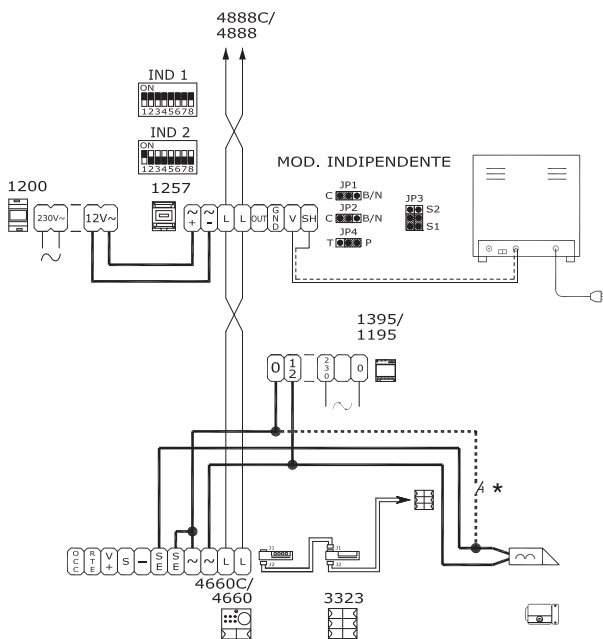 4888C/
4888
IND 1
ON
12345678
IND 2
ON
12345678
MOD. INDIPENDENTE
JP1
C B/N
JP2
C B/N
JP4
T P
JP3
S2
S1
1200
230V~
12V~
1257
~+
~-
L
L
OUT
GND
V
SH
1395/
1195
0
12
230
0
*
OCC
RTE
V+
S
–
SE
SE
~
~
L
L
J1
J2
J1
J2
4660C/
4660
3323